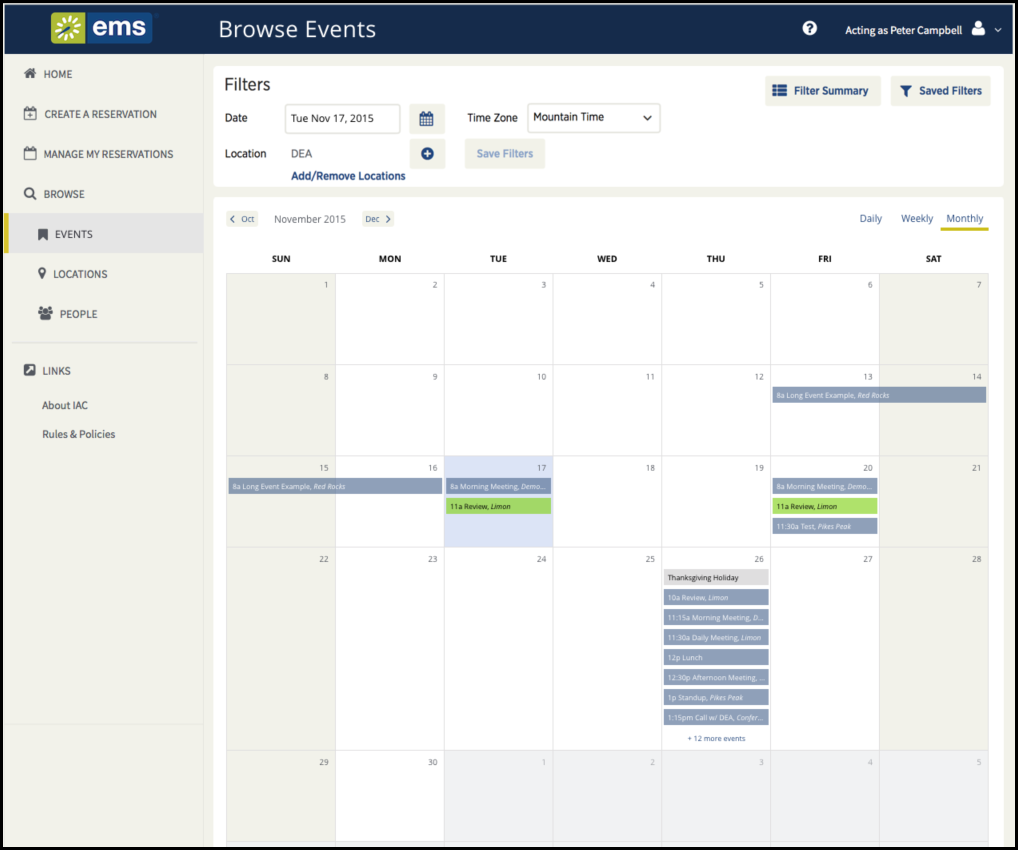 ems
Browse Events
?
Acting as Peter Campbell
HOME
CREATE A RESERVATION
MANAGE MY RESERVATIONS
BROWSE
EVENTS
LOCATIONS
PEOPLE
LINKS
About IAC
Rules & Policies
Filters
Filter Summary
Saved Filters
Date
Tue Nov 17, 2015
Time Zone
Mountain Time
Location
DEA
Save Filters
Add/Remove Locations
Oct
November 2015
Dec
Daily
Weekly
Monthly
SUN MON TUE WED THU FRI SAT
1 2 3 4 5 6 7
8 9 10 11 12 13 14
8a Long Event Example, Red Rocks
15 16 17 18 19 20 21
8a Long Event Example, Red Rocks
8a Morning Meeting, Demo...
11a Review, Limon
8a Morning Meeting, Demo...
11a Review, Limon
11:30a Test, Pikes Peak
22 23 24 25 26 27 28
Thanksgiving Holiday
10a Review, Limon
11:15a Morning Meeting, D...
11:30a Daily Meeting, Limon
12p Lunch
12:30p Afternoon Meeting, ...
1p Standup, Pikes Peak
1:15pm Call w/ DEA, Confer...
+ 12 more events
29 30 1 2 3 4 5